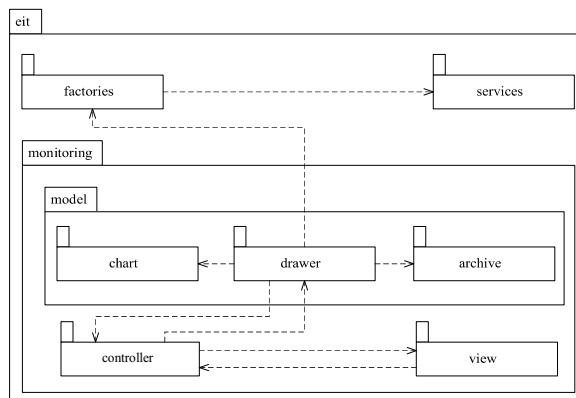 eit
factories
services
monitoring
model
chart
drawer
archive
controller
view